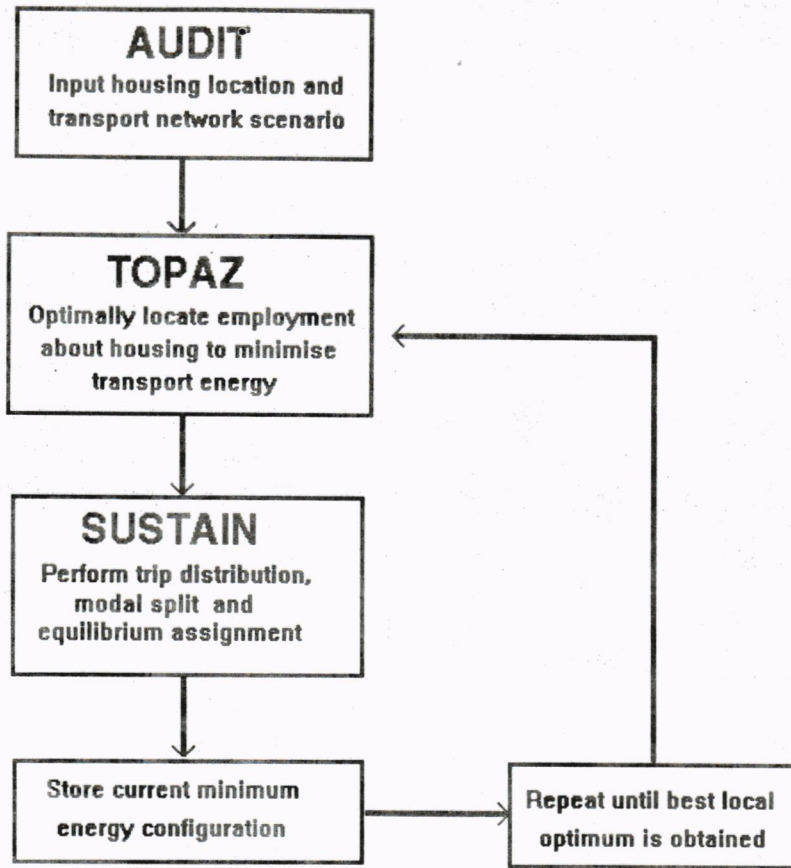 AUDIT
Input housing location and
transport network scenario
TOPAZ
Optimally locate employment
about housing to minimise
transport energy
SUSTAIN
Perform trip distribution,
modal split and
equilibrium assignment
Store current minimum
energy configuration
Repeat until best local
optimum is obtained